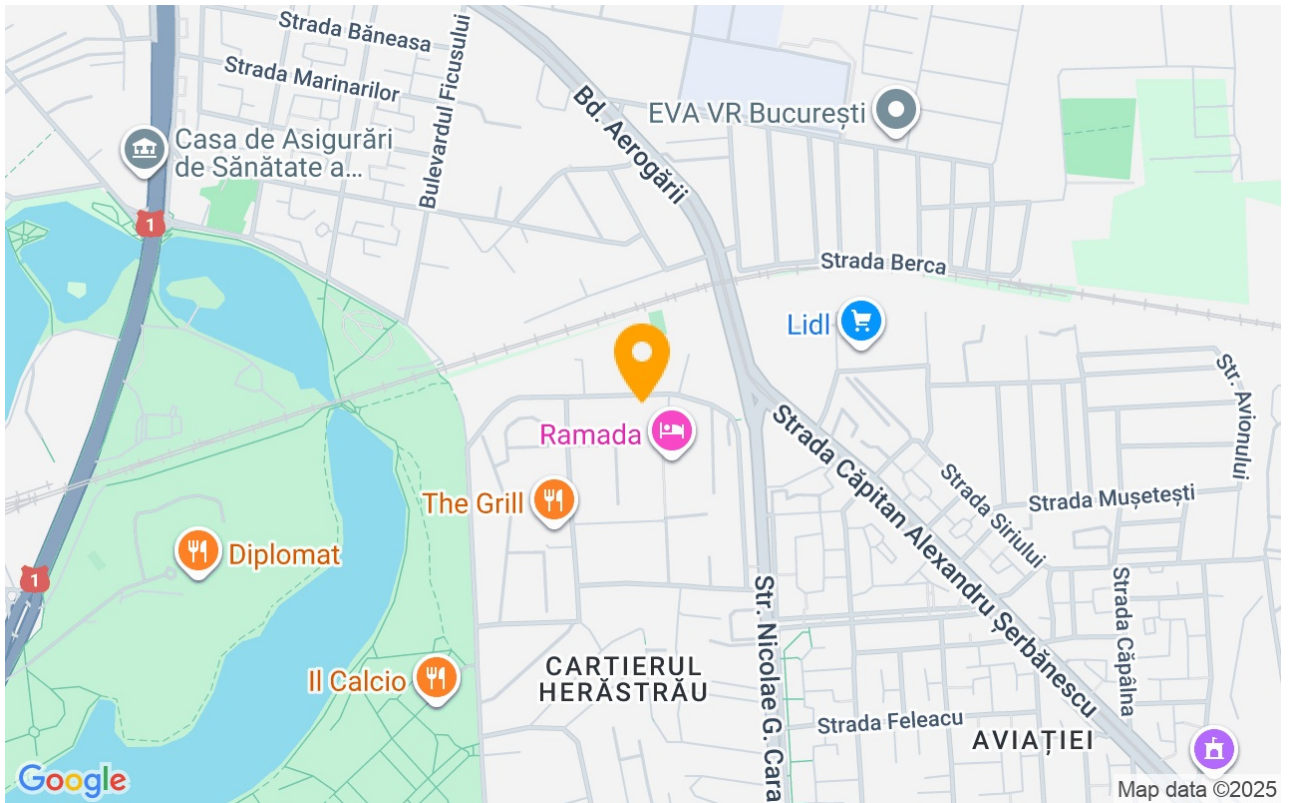 Strada Băneasa
Strada Marinarilor
Bulevardul Ficusului
Bd. Aerogării
EVA VR București
Casa de Asigurări
de Sănătate a...
1
Strada Berca
Lidl
Str. Avionului
Ramada
Strada Căpitan Alexandru Șerbănescu
The Grill
Strada Siriului
Strada Mușetești
Diplomat
1
Str. Nicolae G. Cara
Strada Căpâlna
CARTIERUL
HERĂSTRĂU
Il Calcio
Strada Feleacu
AVIAȚIEI
Google
Map data ©2025